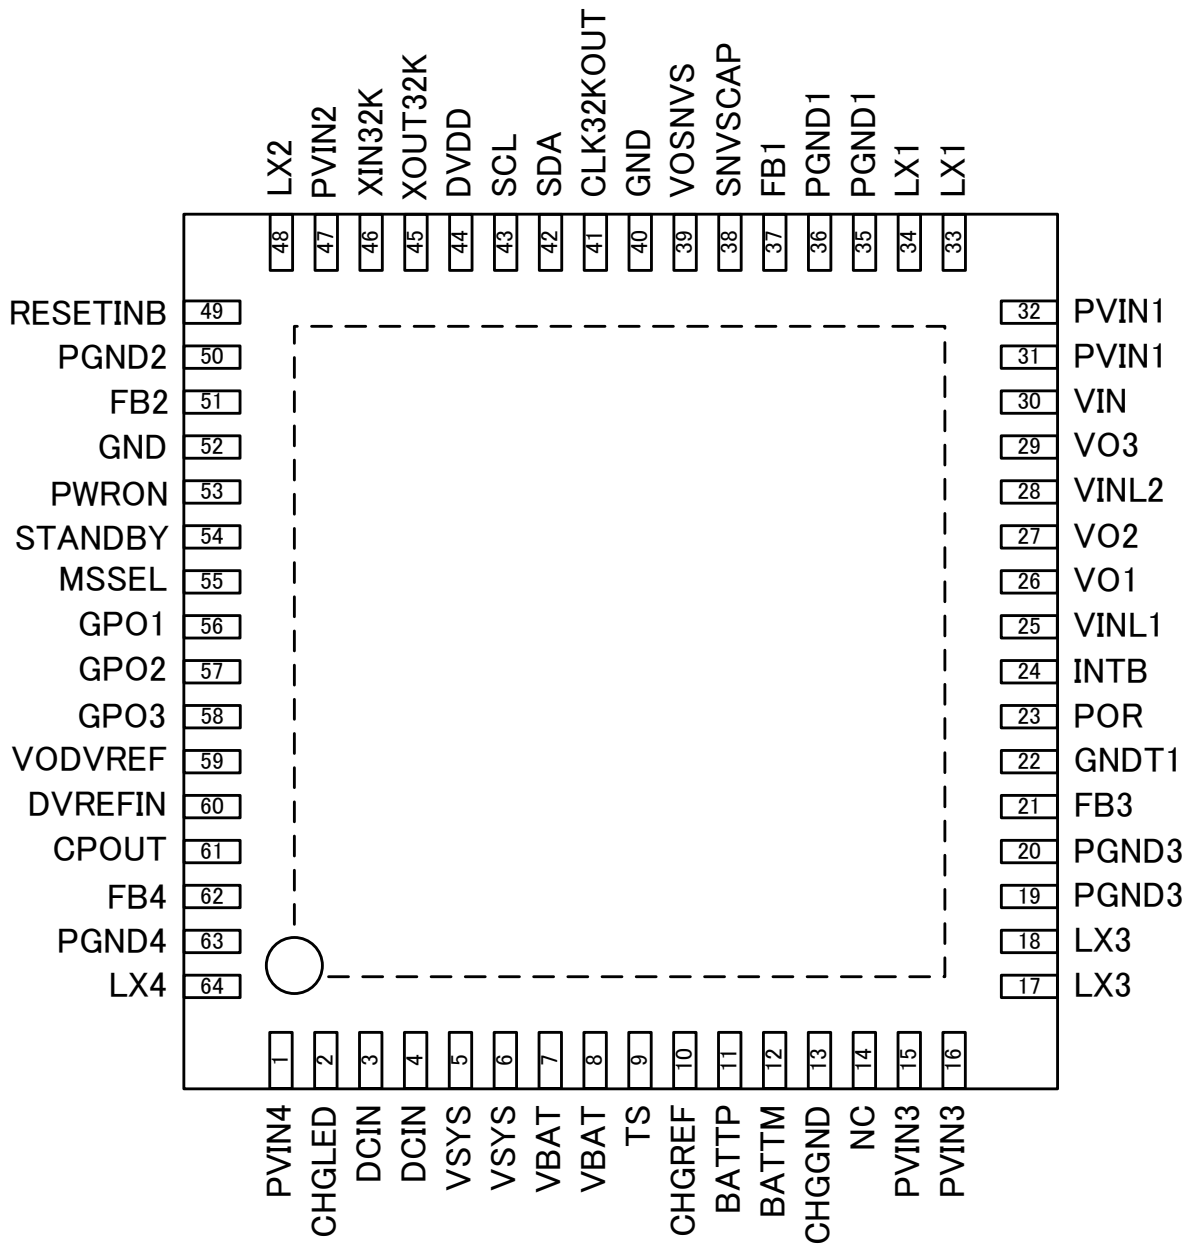 LX2
PVIN2
XIN32K
XOUT32K
DVDD
SCL
SDA
CLK32KOUT
GND
VOSNVS
SNVSCAP
FB1
PGND1
PGND1
LX1
LX1
48
47
46
45
44
43
42
41
40
39
38
37
36
35
34
33
RESETINB 49
PGND2 50
FB2 51
GND 52
PWRON 53
STANDBY 54
MSSEL 55
GPO1 56
GPO2 57
GPO3 58
VODVREF 59
DVREFIN 60
CPOUT 61
FB4 62
PGND4 63
LX4 64
32 PVIN1
31 PVIN1
30 VIN
29 VO3
28 VINL2
27 VO2
26 VO1
25 VINL1
24 INTB
23 POR
22 GNDT1
21 FB3
20 PGND3
19 PGND3
18 LX3
17 LX3
1
2
3
4
5
6
7
8
9
10
11
12
13
14
15
16
PVIN4
CHGLED
DCIN
DCIN
VSYS
VSYS
VBAT
VBAT
TS
CHGREF
BATTP
BATTM
CHGGND
NC
PVIN3
PVIN3